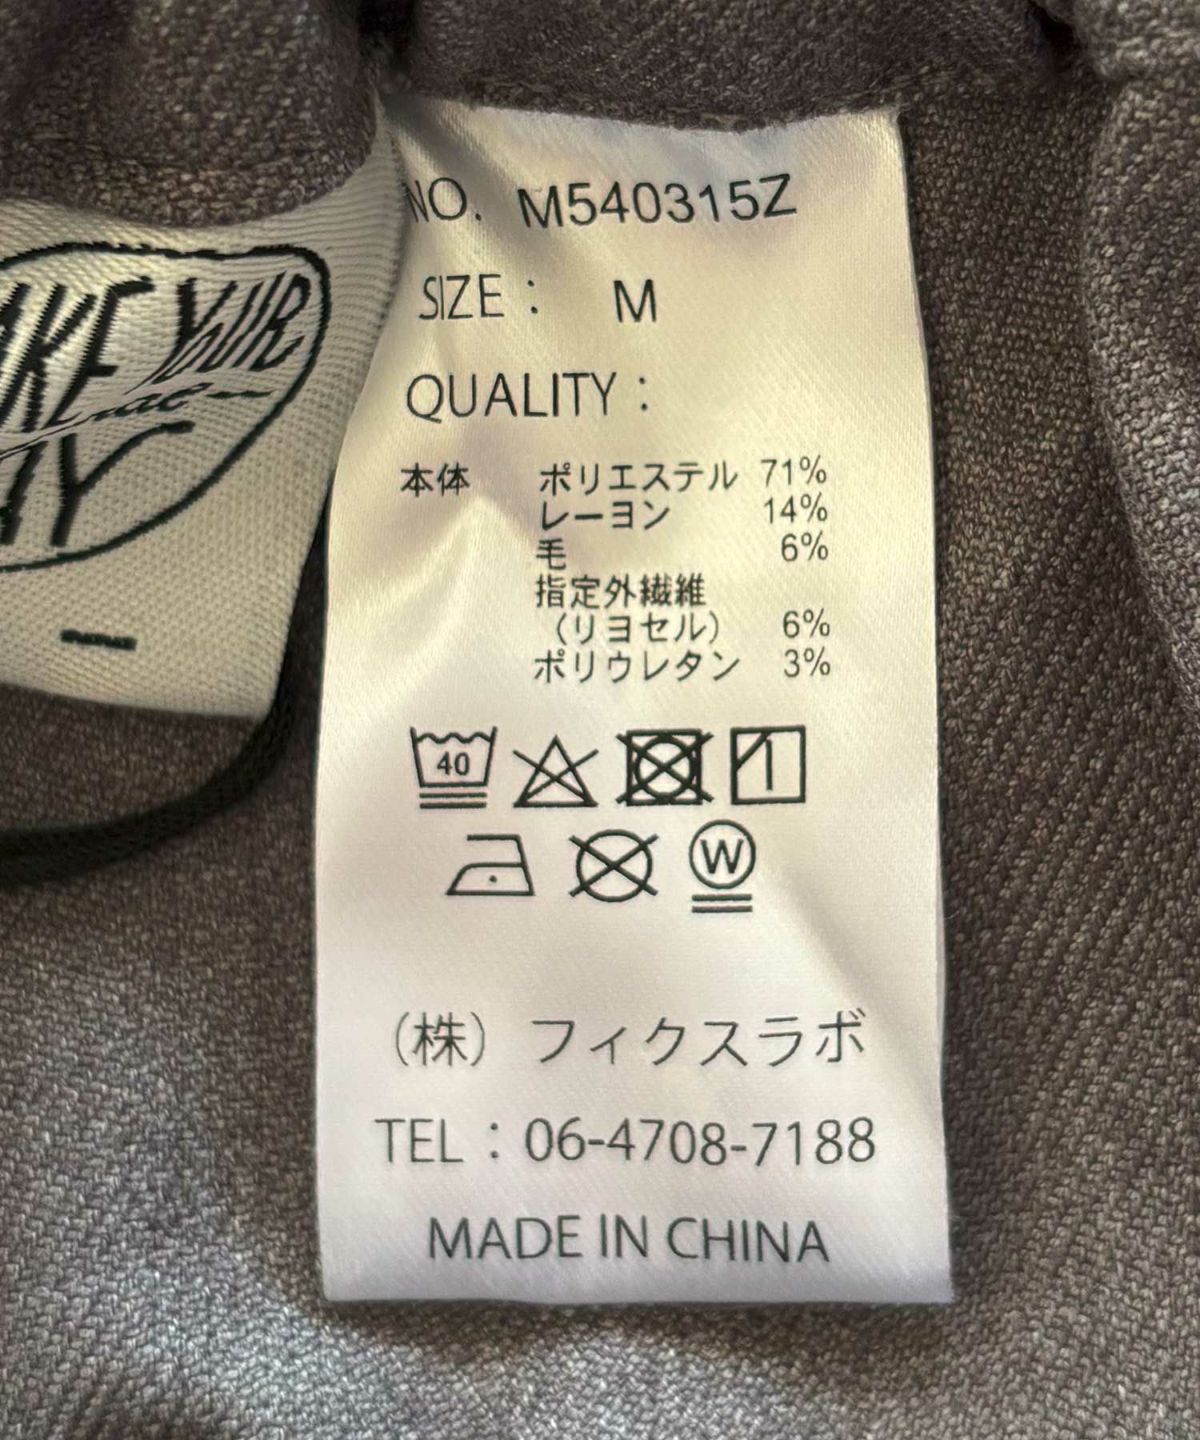 NO. M540315Z
SIZE : M
QUALITY :
本体 ポリエステル 71%
レーヨン 14%
毛 6%
指定外繊維
(リヨセル) 6%
ポリウレタン 3%
40
W
(株) フィクスラボ
TEL : 06-4708-7188
MADE IN CHINA
YOUR